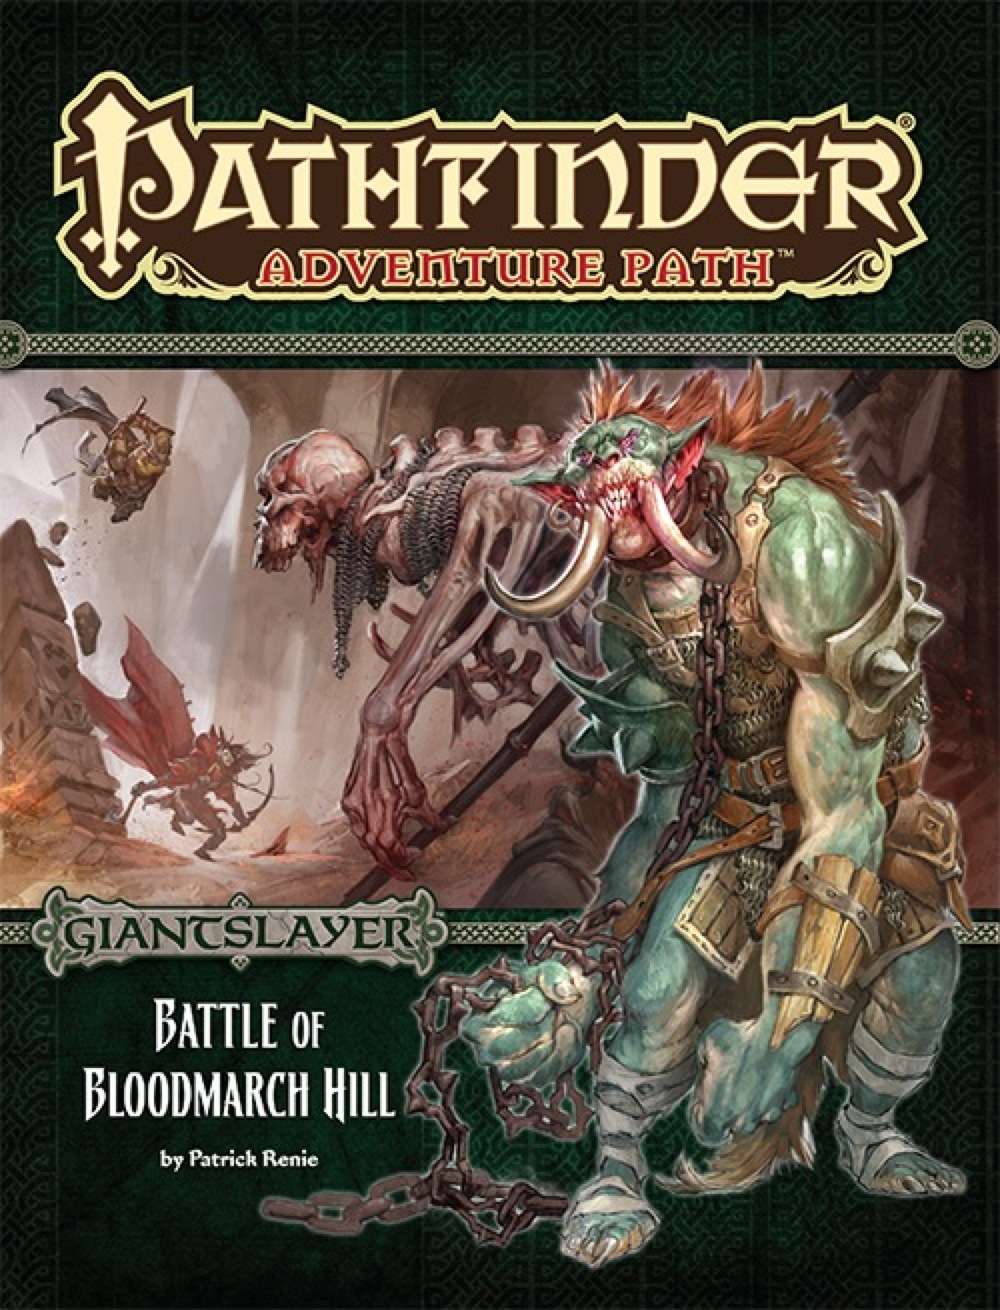 PATHFINDER®
ADVENTURE PATH™
GIANTSLAYER
BATTLE OF
BLOODMARCH HILL
by Patrick Renie